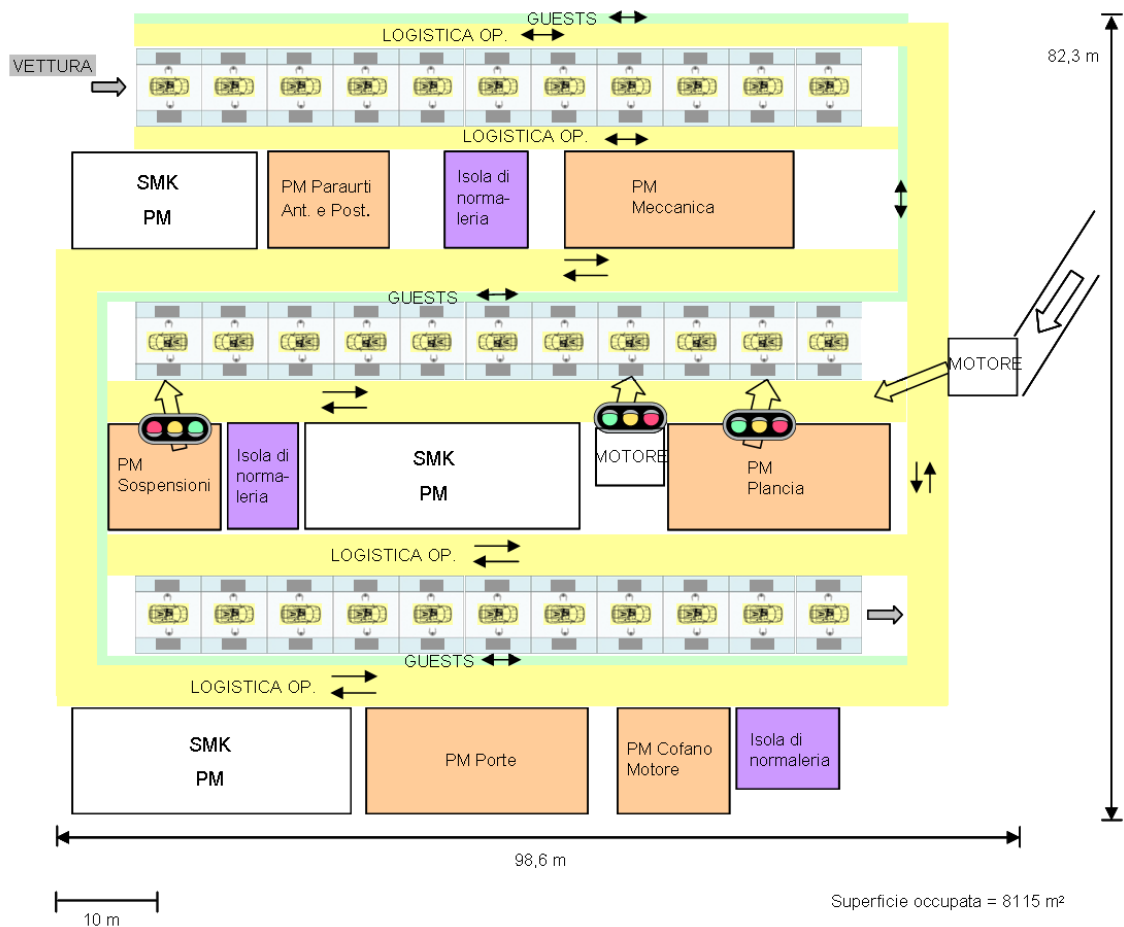 GUESTS
LOGISTICA OP.
82,3 m
VETTURA
LOGISTICA OP.
SMK
PM
PM Paraurti
Ant. e Post.
Isola di
norma-
leria
PM
Meccanica
GUESTS
MOTORE
PM
Sospensioni
Isola di
norma-
leria
SMK
PM
MOTORE
PM
Plancia
LOGISTICA OP.
GUESTS
LOGISTICA OP.
SMK
PM
PM Porte
PM Cofano
Motore
Isola di
normaleria
98,6 m
10 m
Superficie occupata = 8115 m²